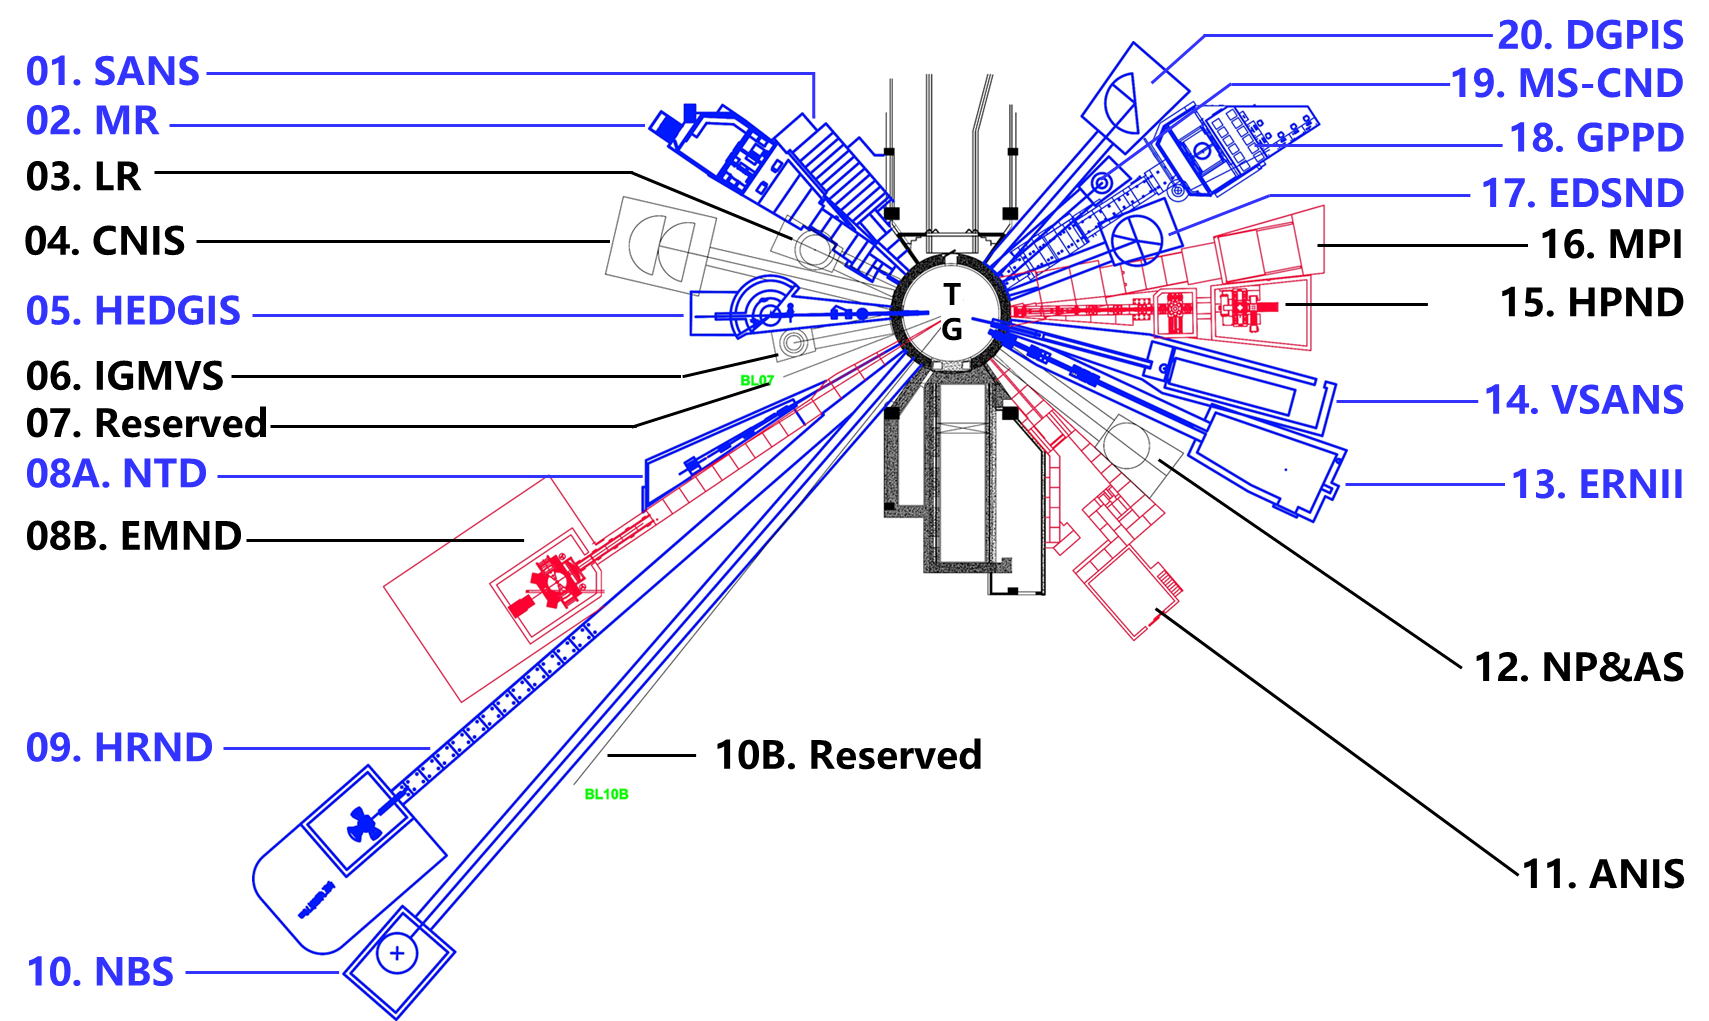 01. SANS
02. MR
03. LR
04. CNIS
05. HEDGIS
06. IGMVS
07. Reserved
08A. NTD
08B. EMND
09. HRND
10. NBS
BL07
T
G
10B. Reserved
BL10B
20. DGPIS
19. MS-CND
18. GPPD
17. EDSND
16. MPI
15. HPND
14. VSANS
13. ERNII
12. NP&AS
11. ANIS